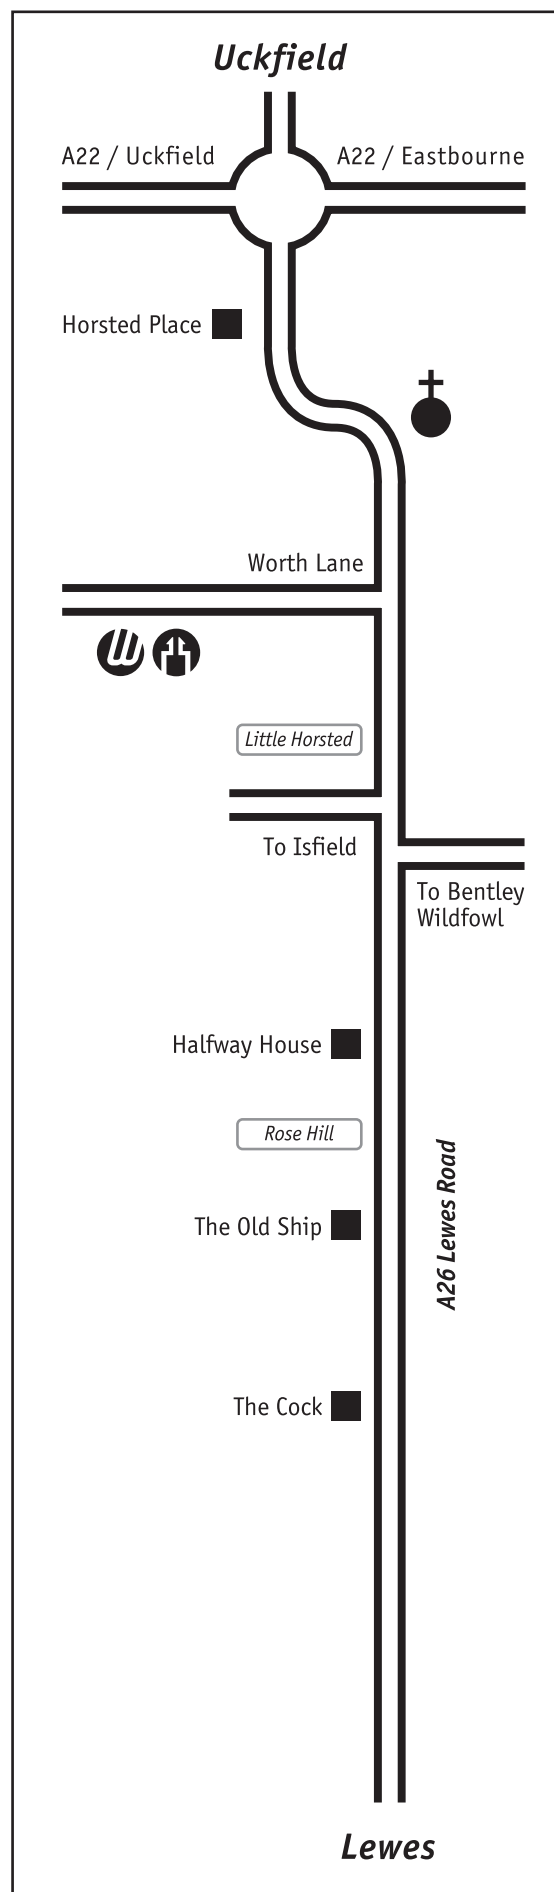 Uckfield
A22 / Uckfield
A22 / Eastbourne
Horsted Place
Worth Lane
Little Horsted
To Isfield
To Bentley
Wildfowl
Halfway House
Rose Hill
A26 Lewes Road
The Old Ship
The Cock
Lewes